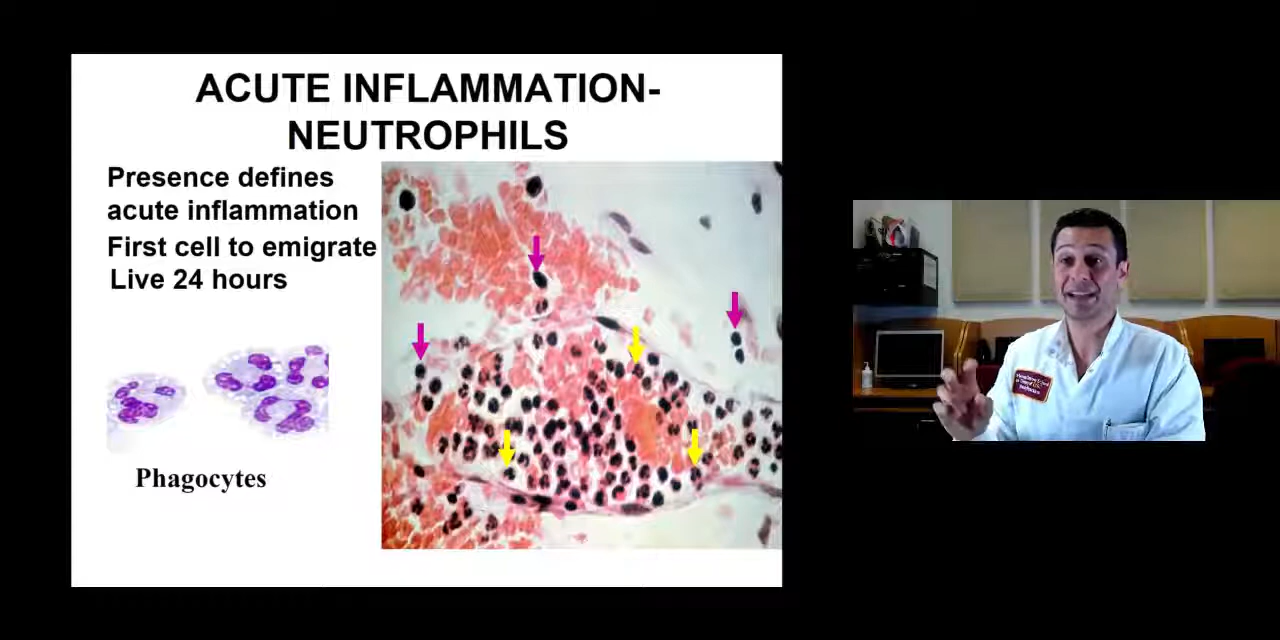 ACUTE INFLAMMATION-
NEUTROPHILS
Presence defines
acute inflammation
First cell to emigrate
Live 24 hours
Phagocytes